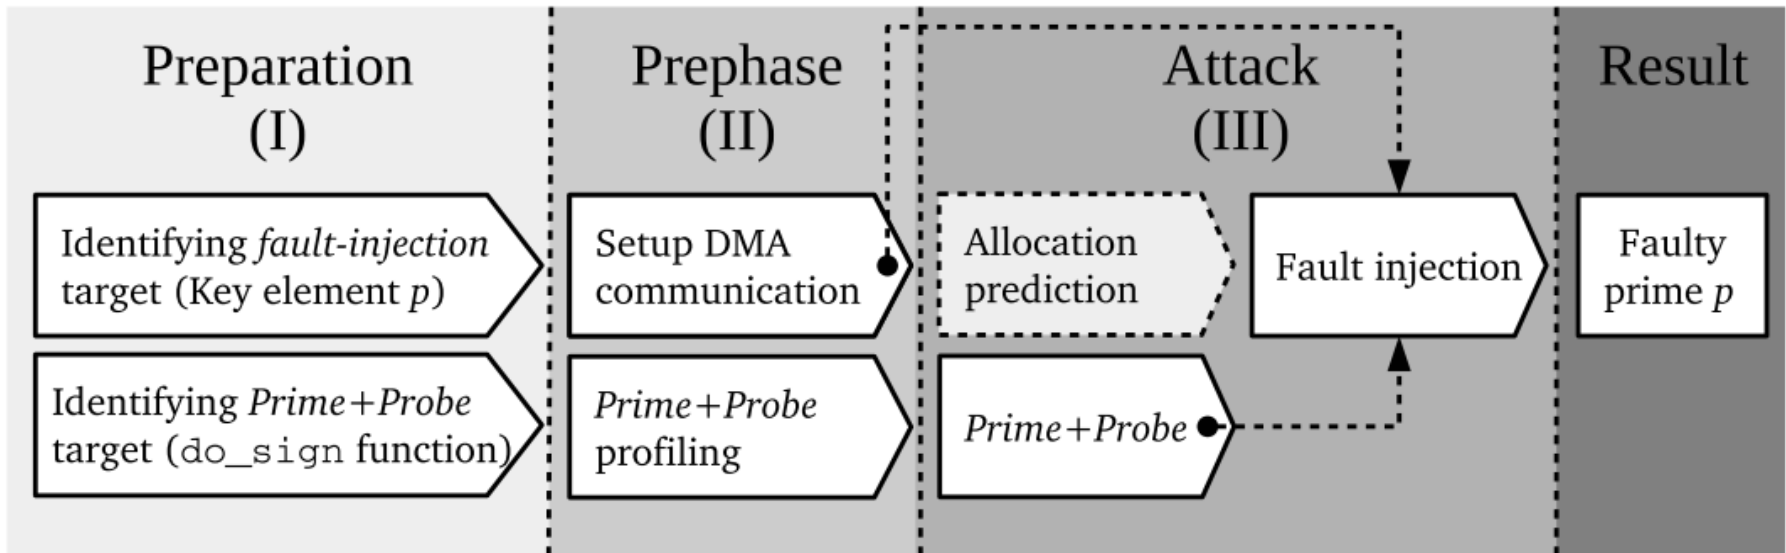 Preparation
(I)
Identifying fault-injection
target (Key element p)
Identifying Prime+Probe
target (do_sign function)
Prephase
(II)
Setup DMA
communication
Prime+Probe
profiling
Attack
(III)
Allocation
prediction
Fault injection
Prime+Probe
Result
Faulty
prime p